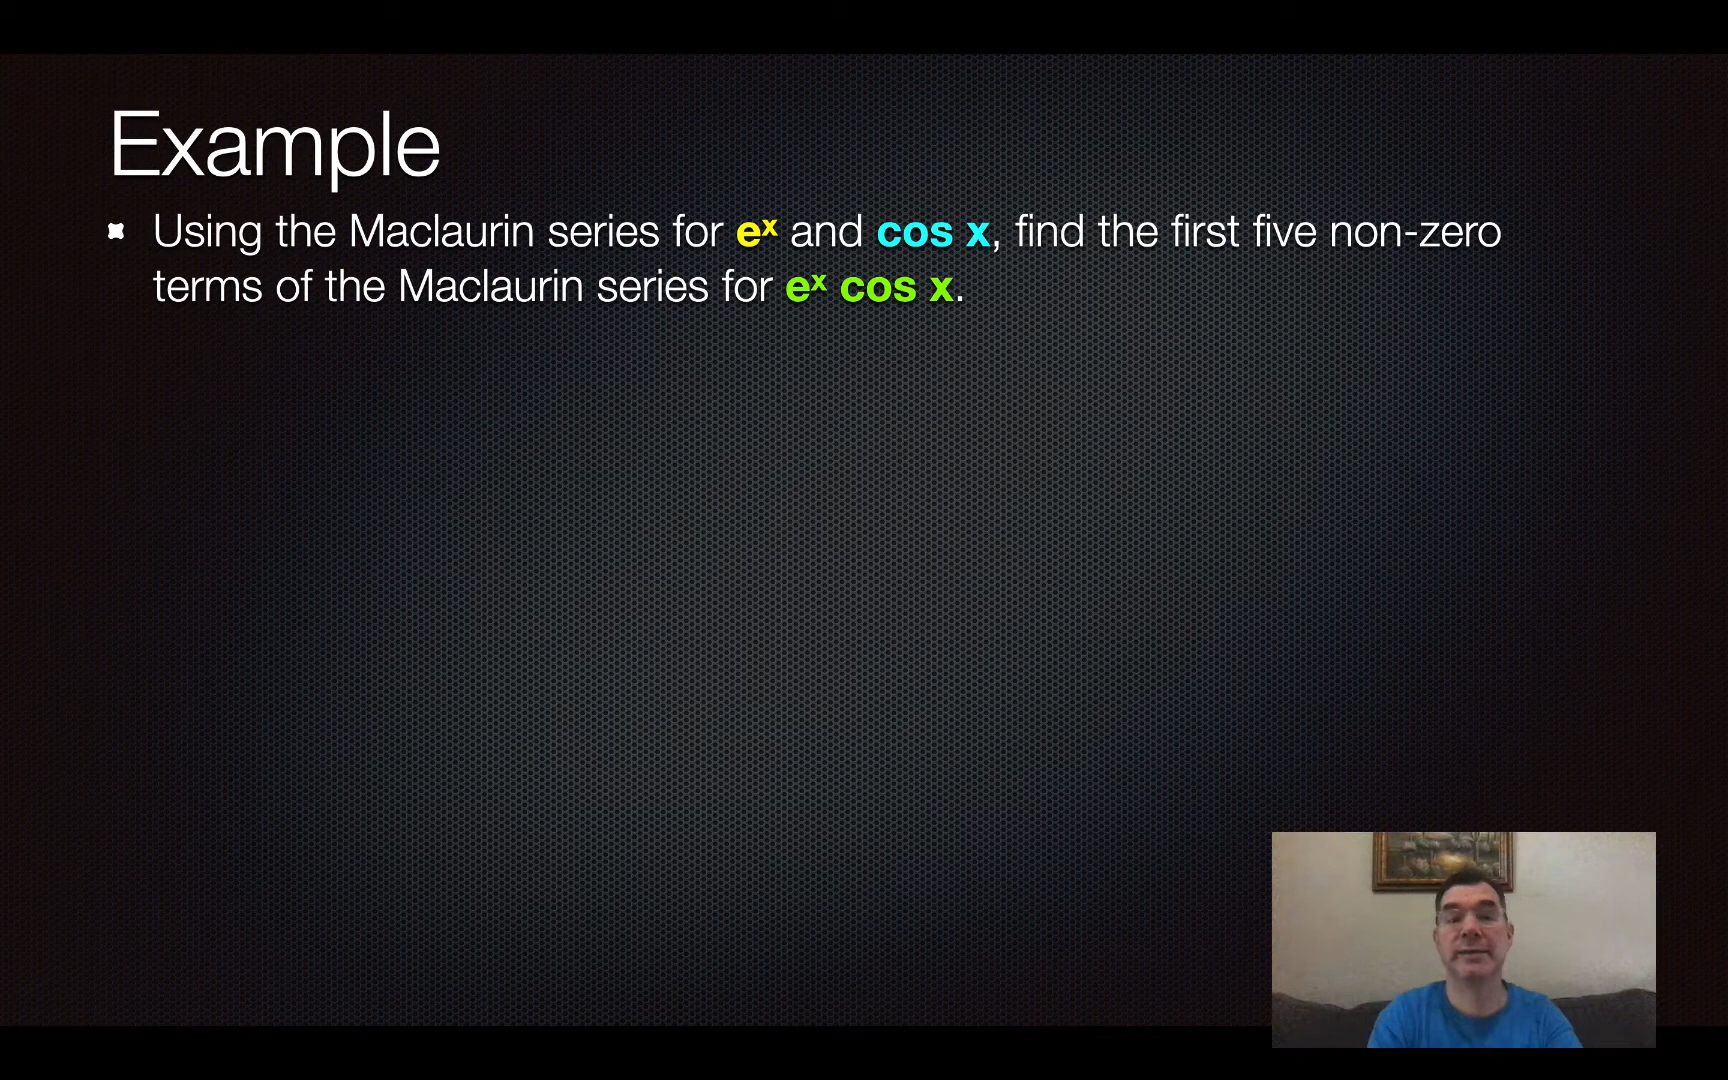 Example
Using the Maclaurin series for eˣ and cos x, find the first five non-zero
terms of the Maclaurin series for eˣ cos x.